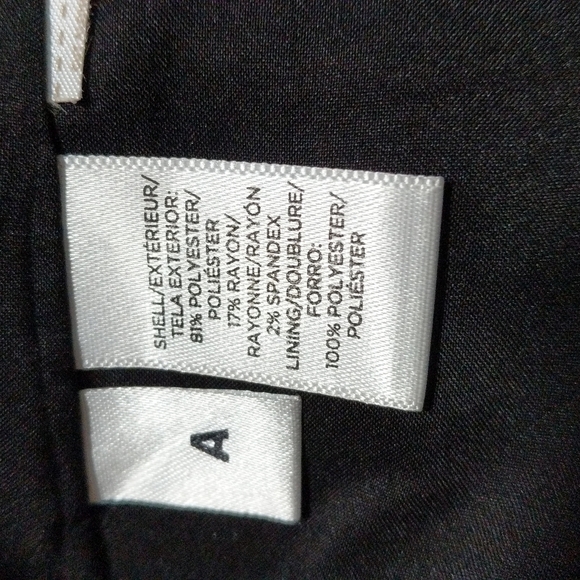 SHELL/EXTÉRIEUR/
TELA EXTERIOR:
81% POLYESTER/
POLIÉSTER
17% RAYON/
RAYONNE/RAYÓN
2% SPANDEX
LINING/DOUBLURE/
FORRO:
100% POLYESTER/
POLIÉSTER
A